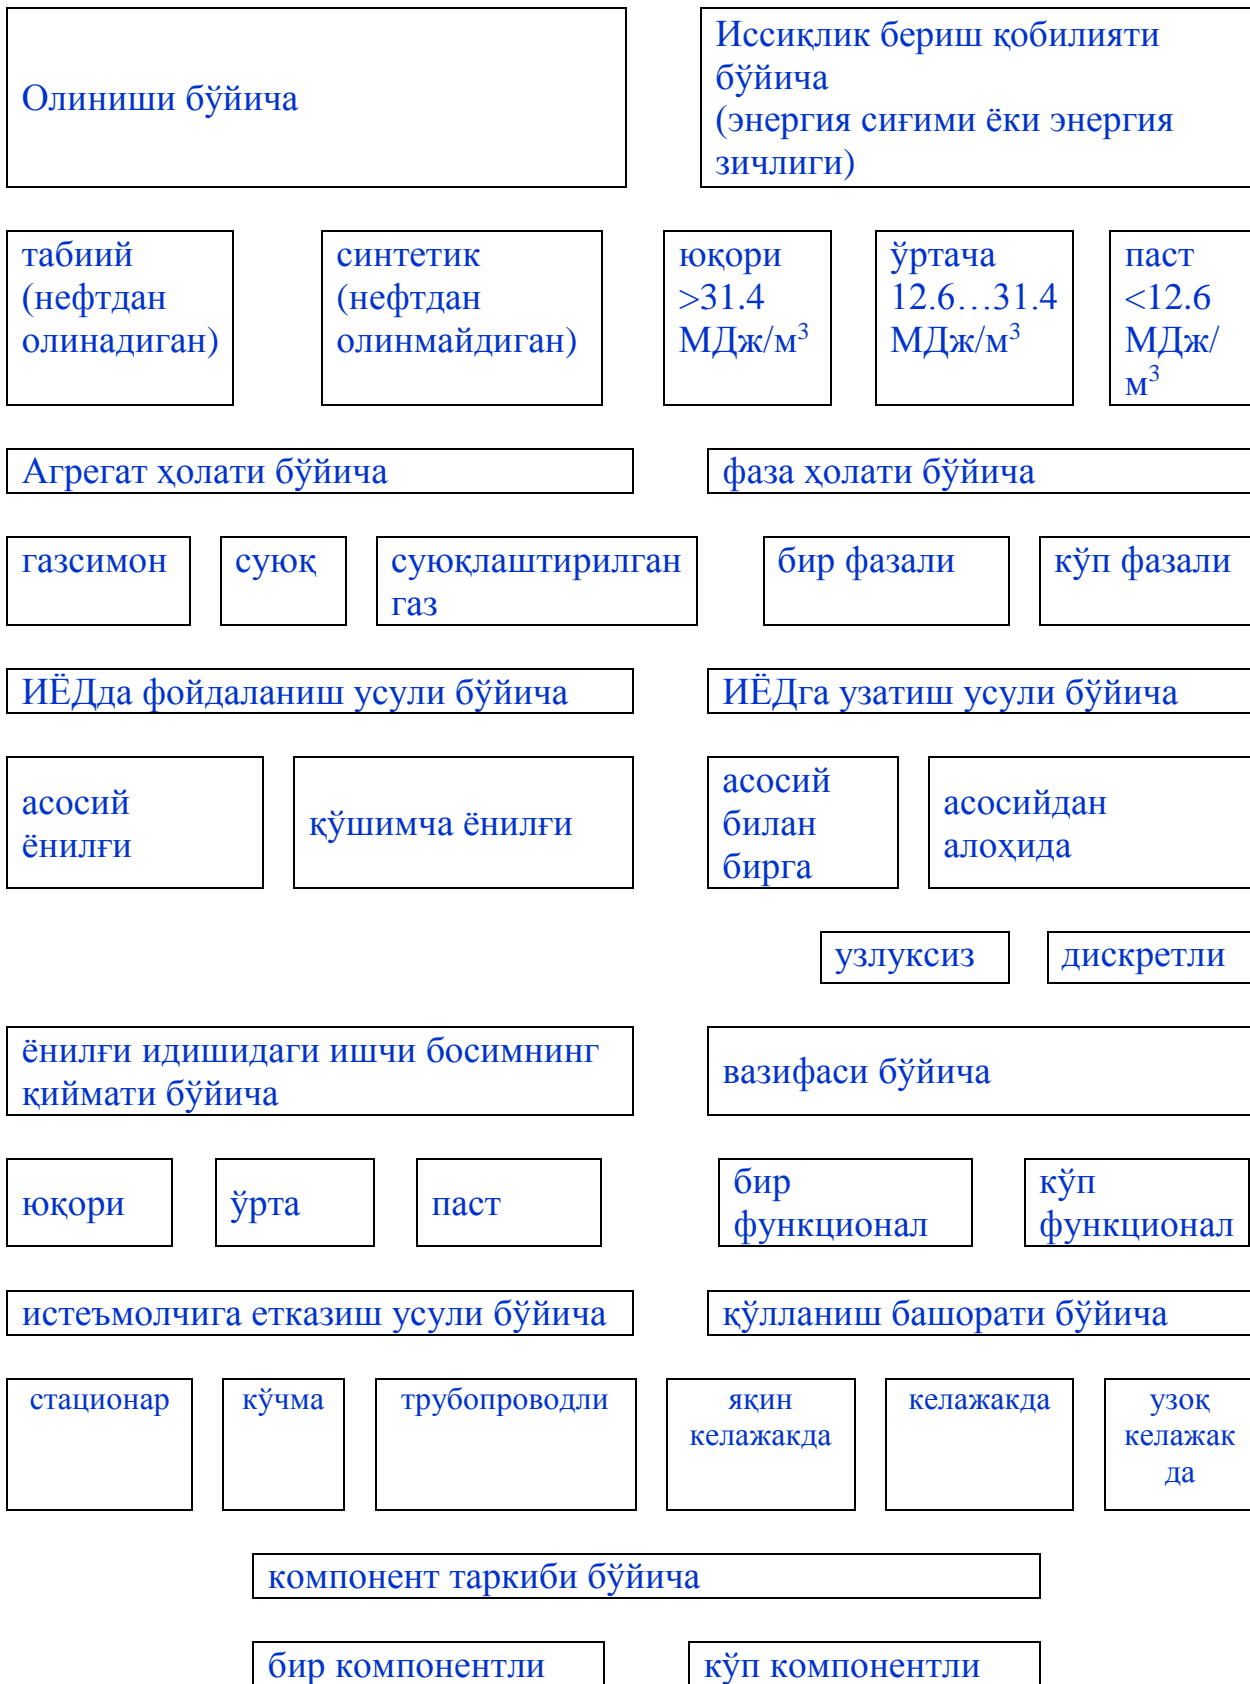 Олиниши бўйича
Иссиқлик бериш қобилияти
бўйича
(энергия сиғими ёки энергия
зичлиги)
табиий
(нефтдан
олинадиган)
синтетик
(нефтдан
олинмайдиган)
юқори
>31.4
МДж/м³
ўртача
12.6…31.4
МДж/м³
паст
<12.6
МДж/
м³
Агрегат ҳолати бўйича
фаза ҳолати бўйича
газсимон
суюқ
суюқлаштирилган
газ
бир фазали
кўп фазали
ИЁДда фойдаланиш усули бўйича
ИЁДга узатиш усули бўйича
асосий
ёнилғи
қўшимча ёнилғи
асосий
билан
бирга
асосийдан
алоҳида
узлуксиз
дискретли
ёнилғи идишидаги ишчи босимнинг
қиймати бўйича
вазифаси бўйича
юқори
ўрта
паст
бир
функционал
кўп
функционал
истеъмолчига етказиш усули бўйича
қўлланиш башорати бўйича
стационар
кўчма
трубопроводли
яқин
келажакда
келажакда
узоқ
келажак
да
компонент таркиби бўйича
бир компонентли
кўп компонентли